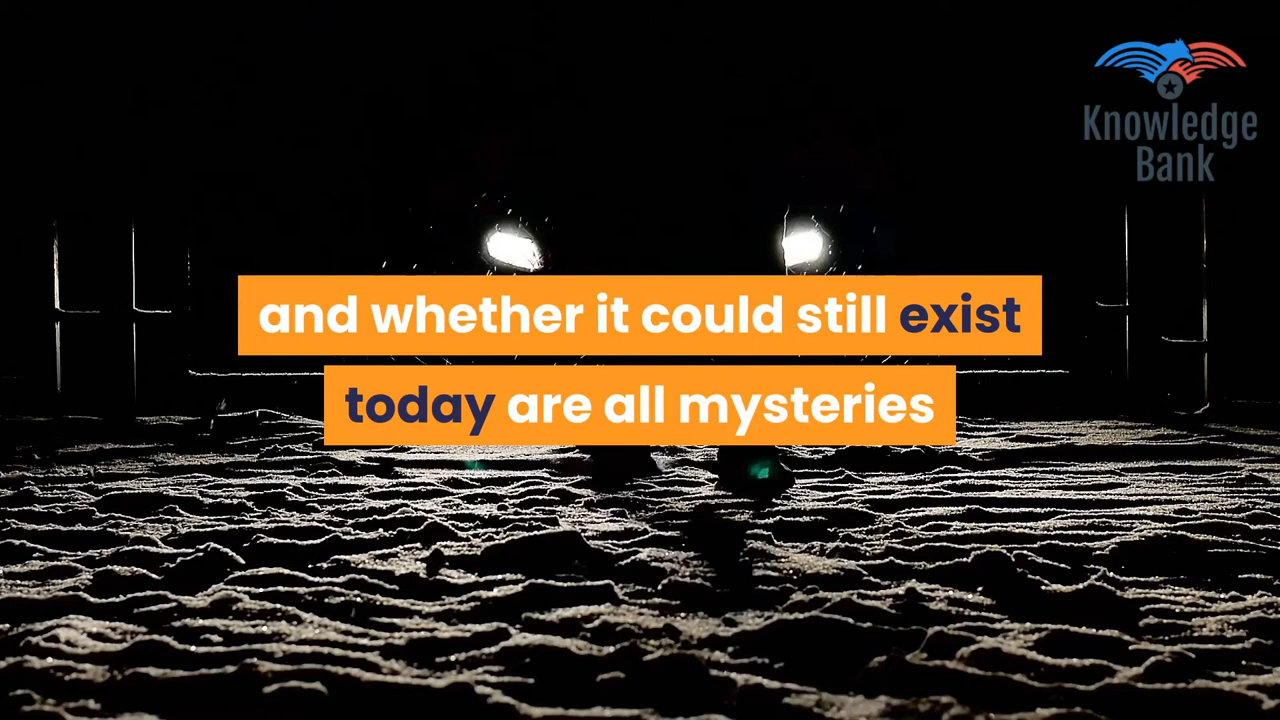 Knowledge
Bank
and whether it could still exist
today are all mysteries